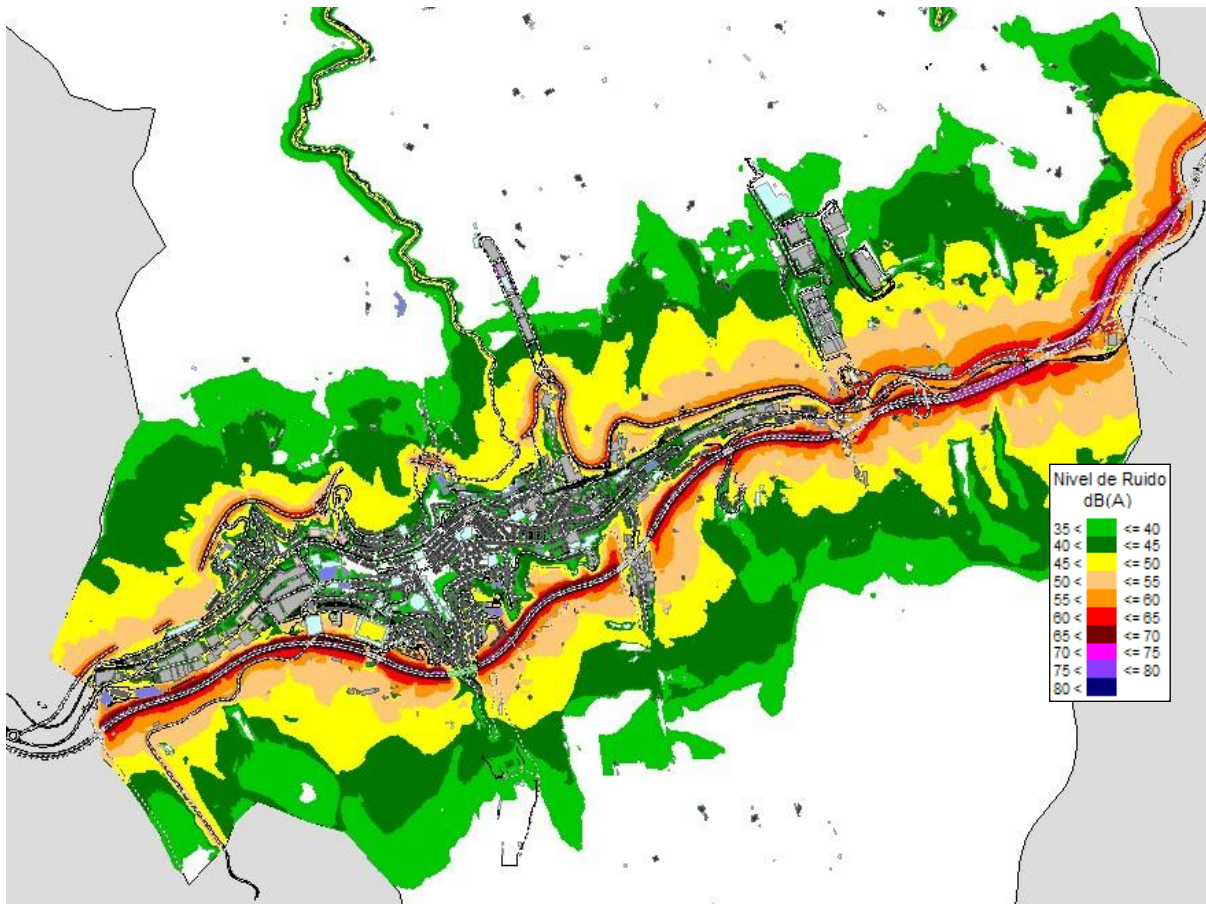 Nivel de Ruido
dB(A)
35 < <= 40
40 < <= 45
45 < <= 50
50 < <= 55
55 < <= 60
60 < <= 65
65 < <= 70
70 < <= 75
75 < <= 80
80 <